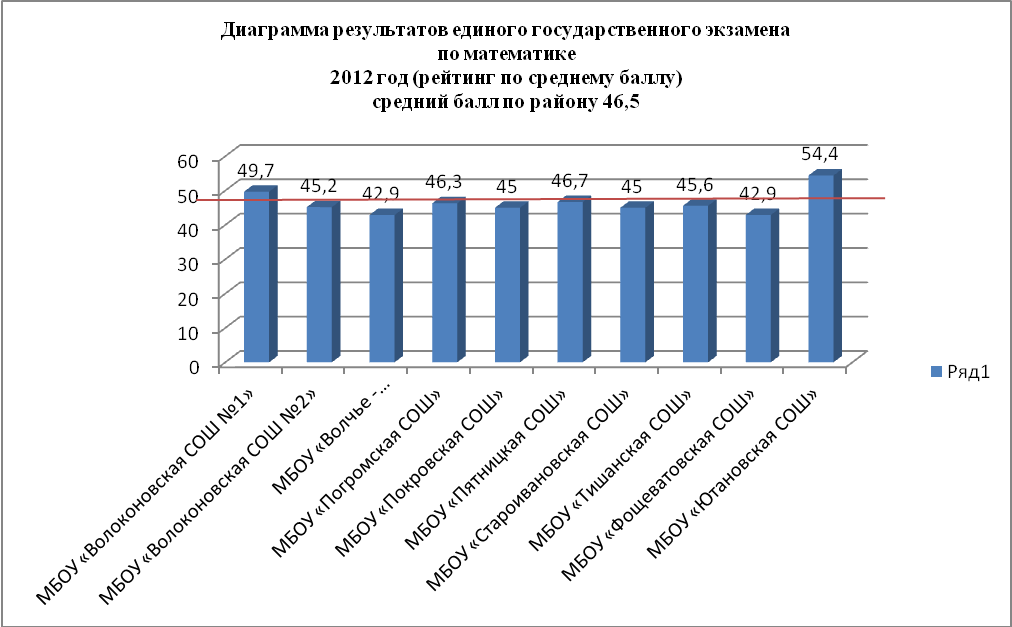 Диаграмма результатов единого государственного экзамена
по математике
2012 год (рейтинг по среднему баллу)
средний балл по району 46,5
60
50
40
30
20
10
0
49,7
45,2
42,9
46,3
45
46,7
45
45,6
42,9
54,4
МБОУ «Волоконовская СОШ №1»
МБОУ «Волоконовская СОШ №2»
МБОУ «Волчье -...
МБОУ «Погромская СОШ»
МБОУ «Покровская СОШ»
МБОУ «Пятницкая СОШ»
МБОУ «Староивановская СОШ»
МБОУ «Тишанская СОШ»
МБОУ «Фощеватовская СОШ»
МБОУ «Ютановская СОШ»
Ряд1